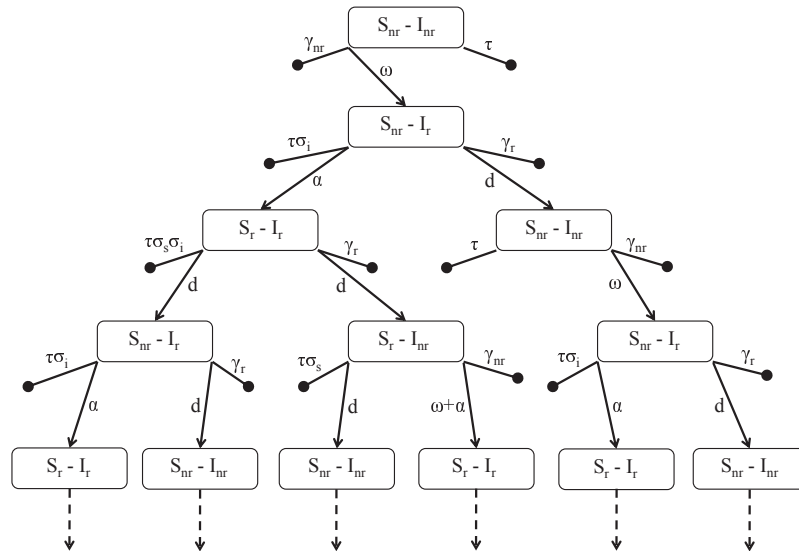 S_nr - I_nr
γ_nr τ
ω
S_nr - I_r
τσ_i γ_r
α d
S_r - I_r S_nr - I_nr
τσ_sσ_i γ_r τ γ_nr
d d ω
S_nr - I_r S_r - I_nr S_nr - I_r
τσ_i γ_r τσ_s γ_nr τσ_i γ_r
α d d ω+α α d
S_r - I_r S_nr - I_nr S_nr - I_nr S_r - I_r S_r - I_r S_nr - I_nr